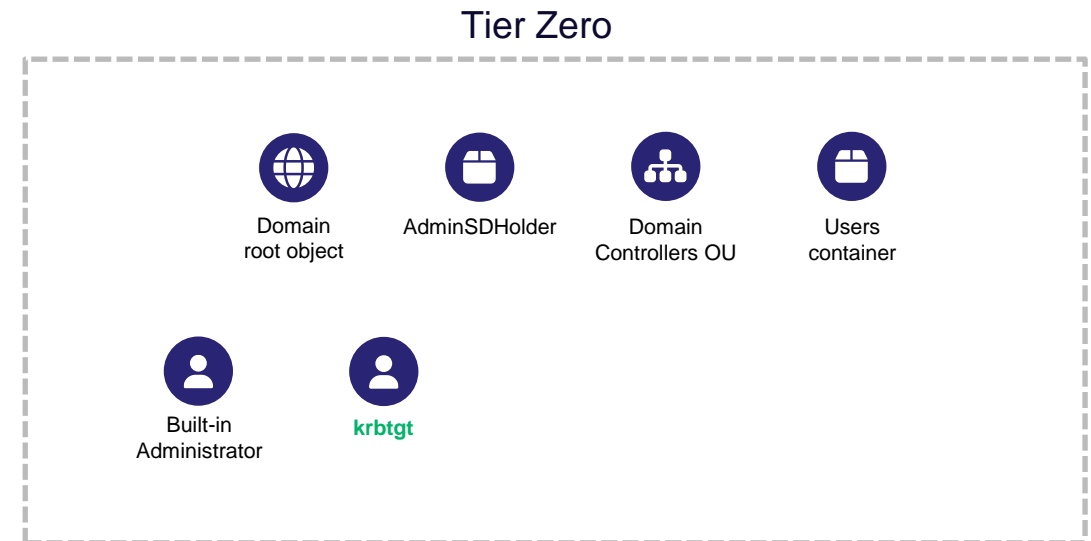 Tier Zero
Domain
root object
AdminSDHolder
Domain
Controllers OU
Users
container
Built-in
Administrator
krbtgt